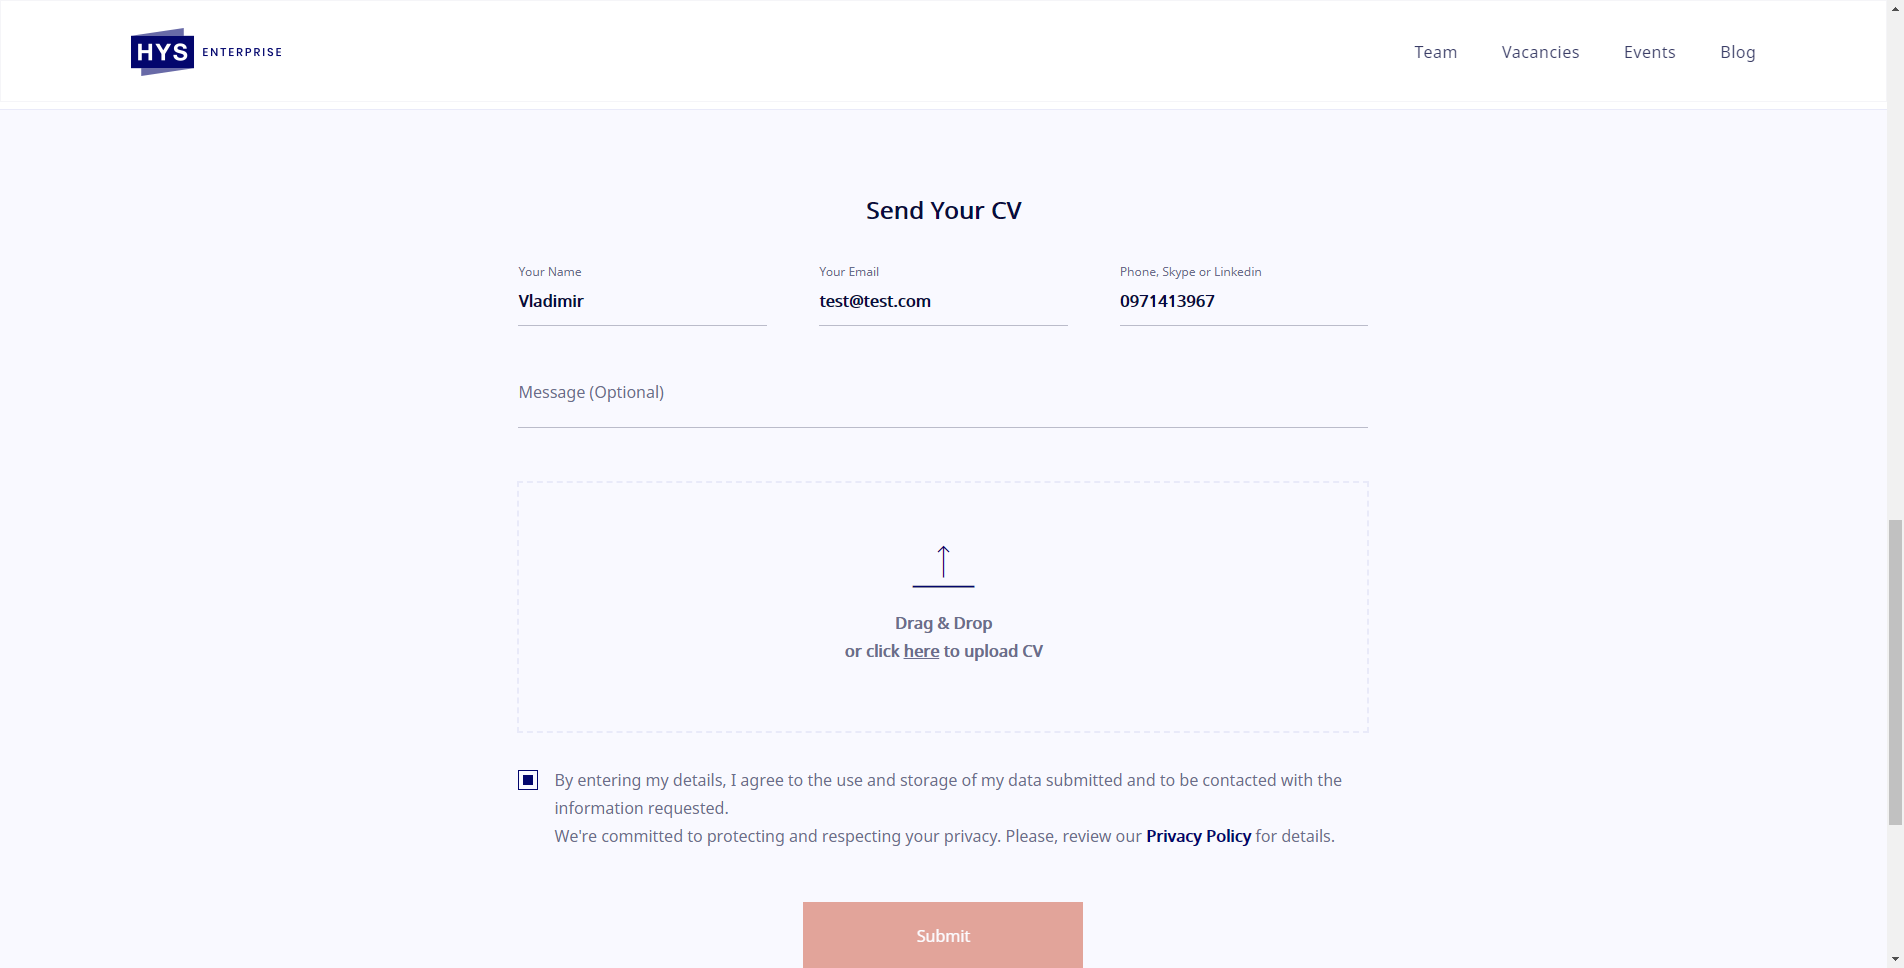 HYS ENTERPRISE
Team Vacancies Events Blog
Send Your CV
Your Name Your Email Phone, Skype or Linkedin
Vladimir test@test.com 0971413967
Message (Optional)
Drag & Drop
or click here to upload CV
By entering my details, I agree to the use and storage of my data submitted and to be contacted with the
information requested.
We're committed to protecting and respecting your privacy. Please, review our Privacy Policy for details.
Submit